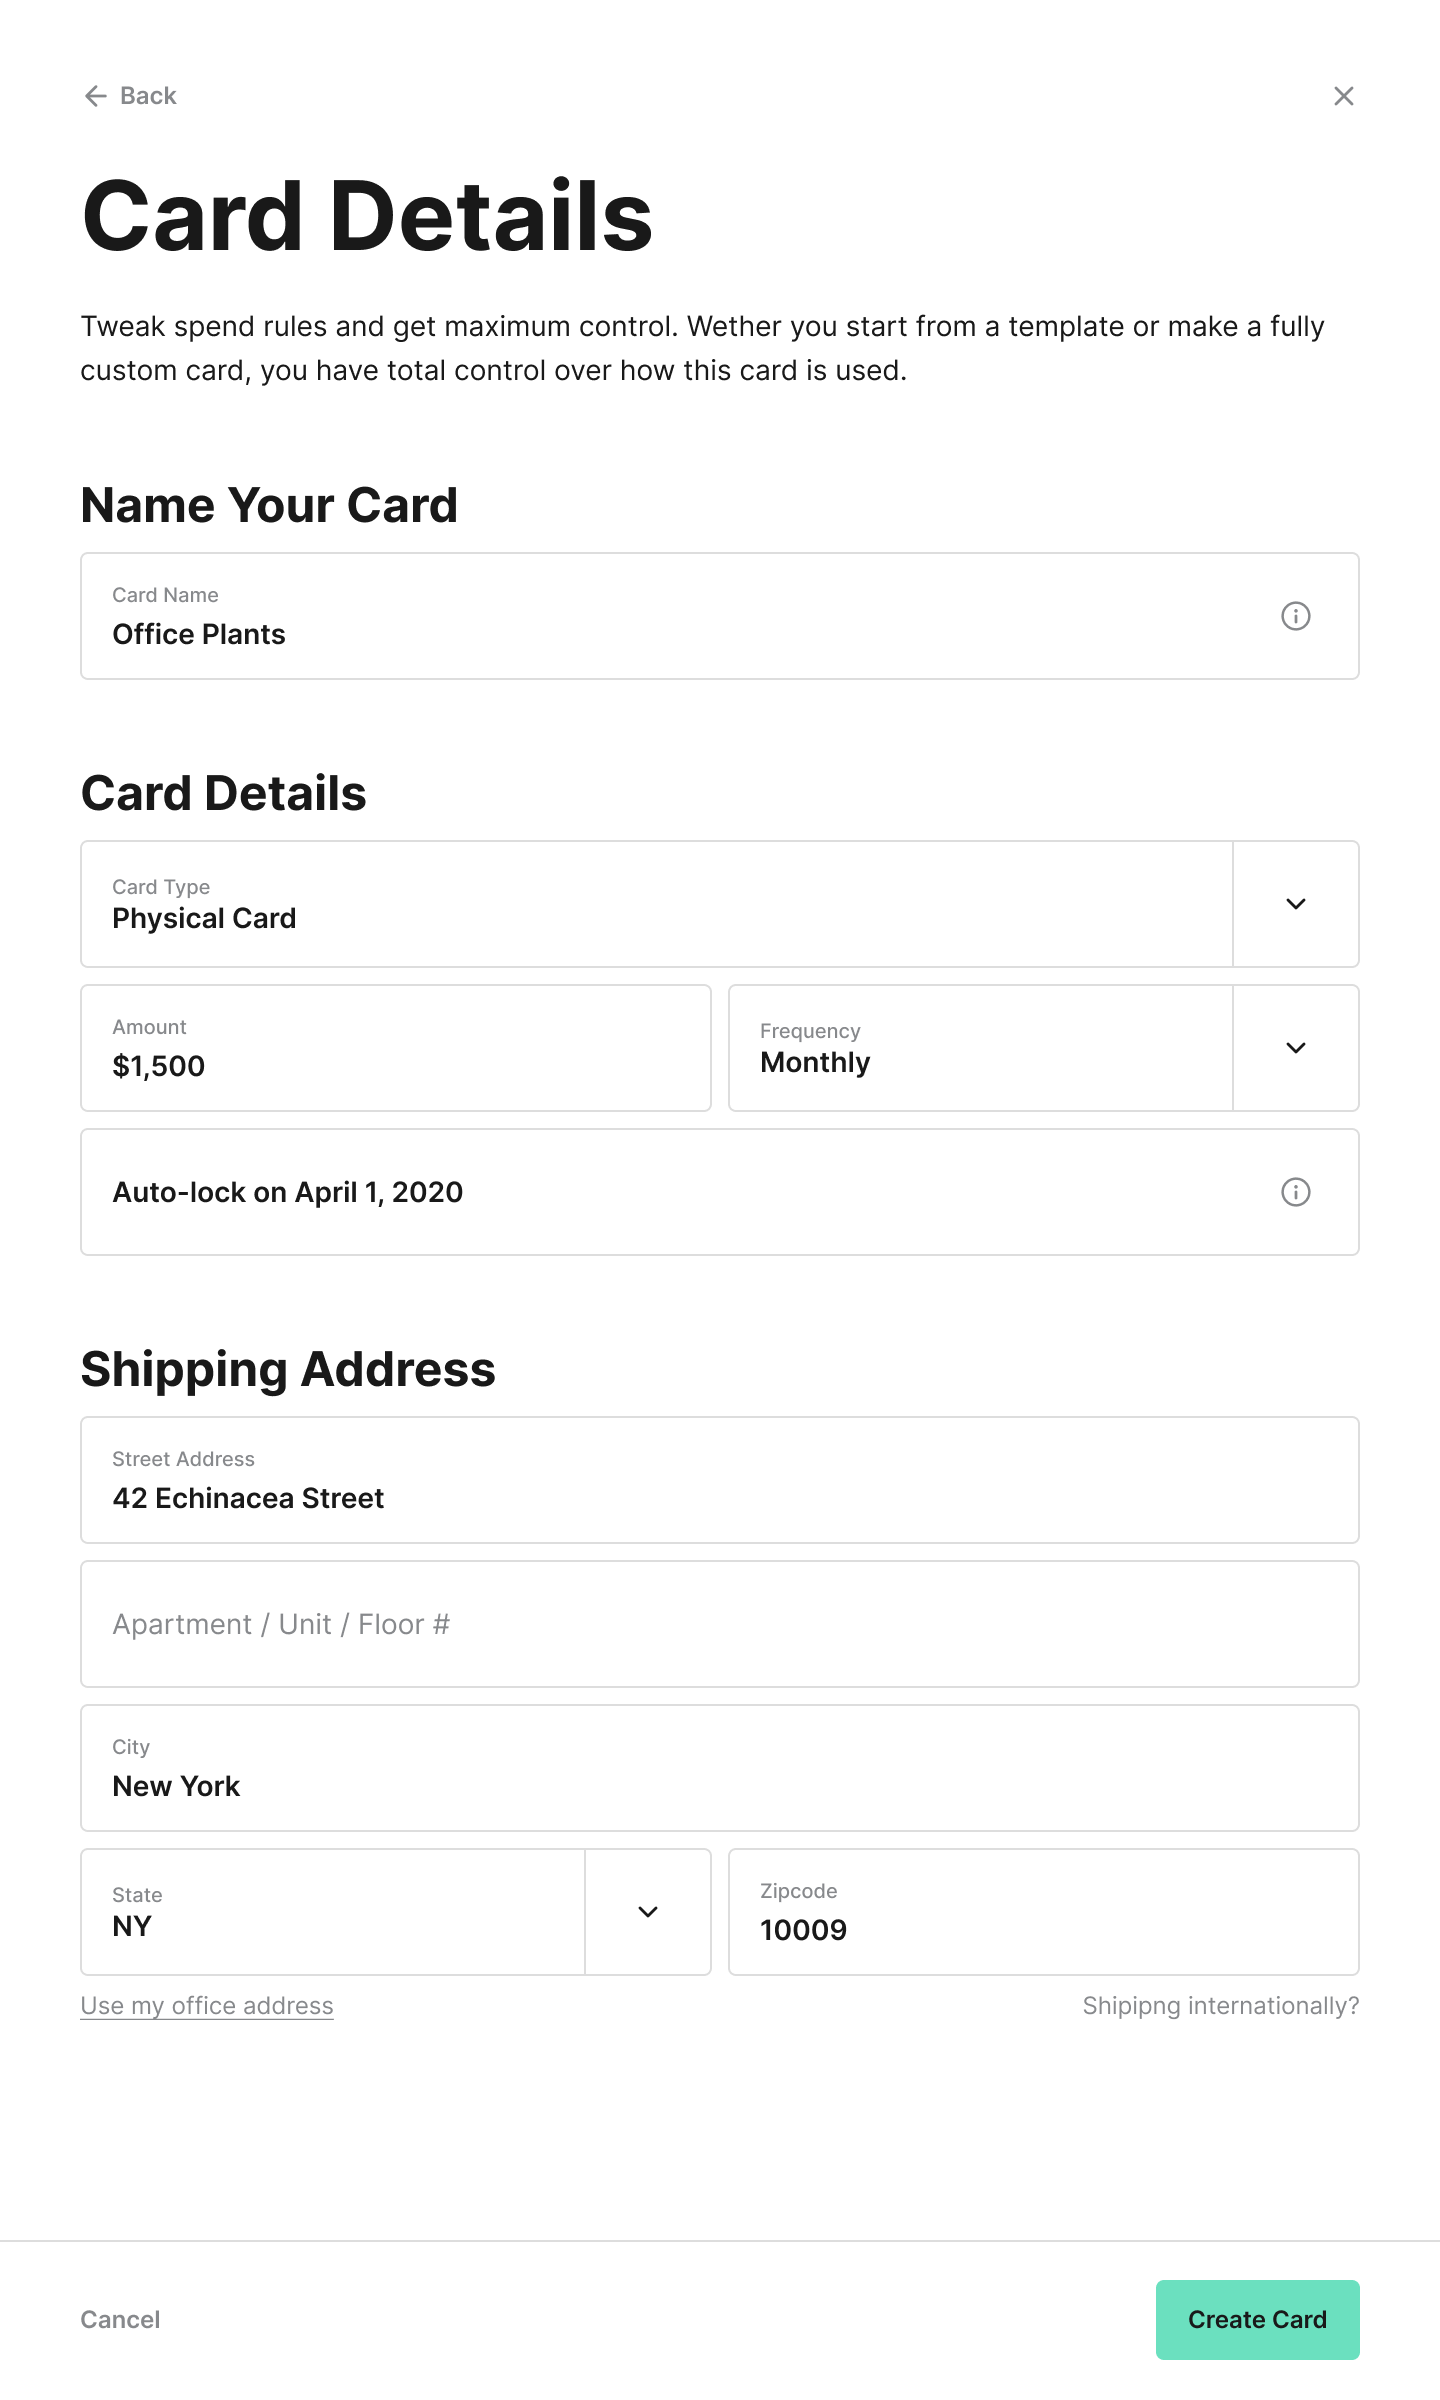 Back
Card Details
Tweak spend rules and get maximum control. Wether you start from a template or make a fully
custom card, you have total control over how this card is used.
Name Your Card
Card Name
Office Plants
Card Details
Card Type
Physical Card
Amount
$1,500
Frequency
Monthly
Auto-lock on April 1, 2020
Shipping Address
Street Address
42 Echinacea Street
Apartment / Unit / Floor #
City
New York
State
NY
Zipcode
10009
Use my office address
Shipipng internationally?
Cancel
Create Card